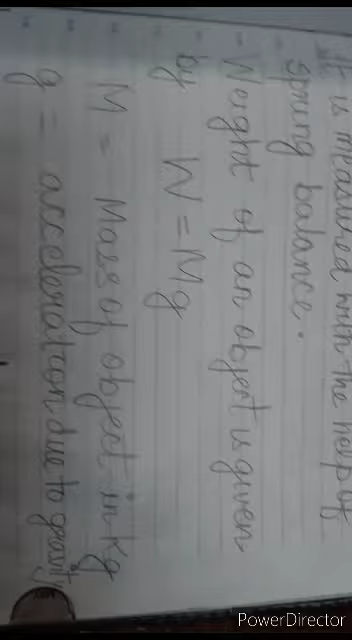 It is measured with the help of
spring balance.
Weight of an object is given
by W = Mg
M = Mass of object in kg
g = acceleration due to gravity
PowerDirector